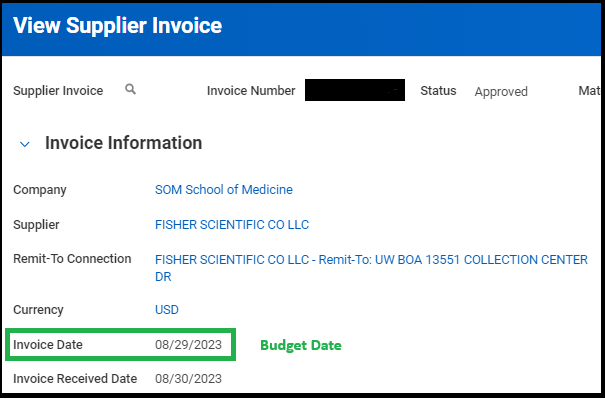 View Supplier Invoice
Supplier Invoice Invoice Number Status Approved Mat
Invoice Information
Company SOM School of Medicine
Supplier FISHER SCIENTIFIC CO LLC
Remit-To Connection FISHER SCIENTIFIC CO LLC - Remit-To: UW BOA 13551 COLLECTION CENTER
DR
Currency USD
Invoice Date 08/29/2023 Budget Date
Invoice Received Date 08/30/2023